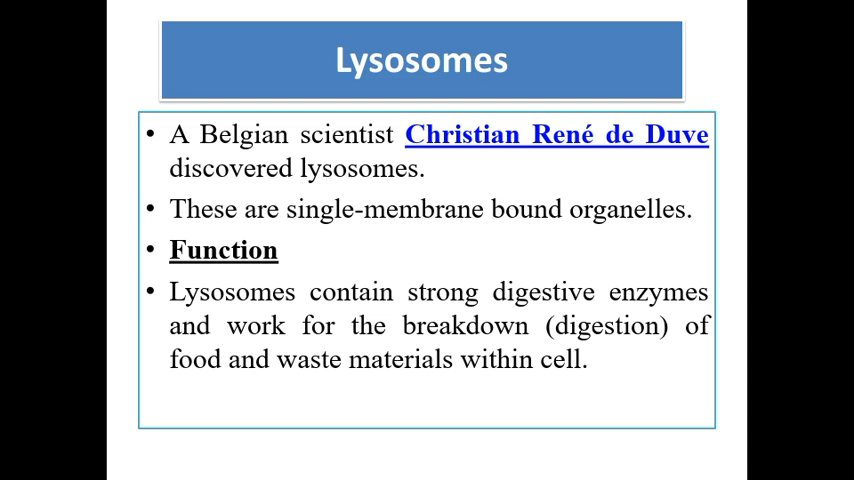 Lysosomes
• A Belgian scientist Christian René de Duve
discovered lysosomes.
• These are single-membrane bound organelles.
• Function
• Lysosomes contain strong digestive enzymes
and work for the breakdown (digestion) of
food and waste materials within cell.